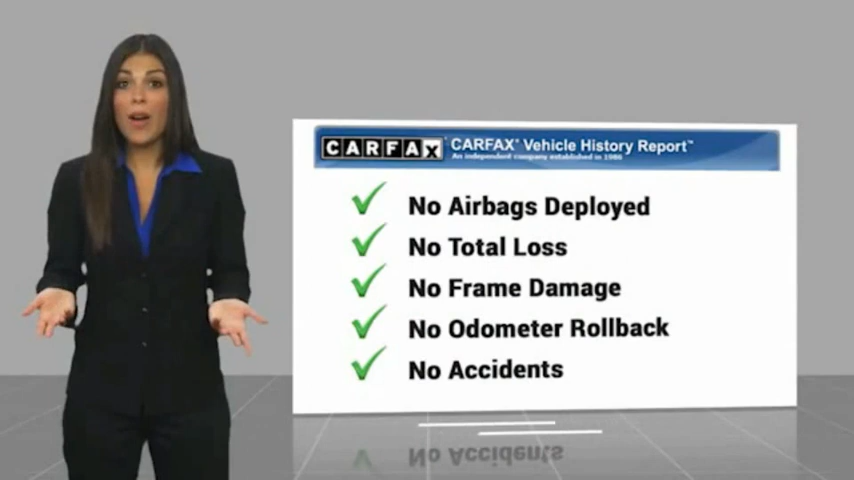 CARFAX CARFAX® Vehicle History Report™
An independent company established in 1986
No Airbags Deployed
No Total Loss
No Frame Damage
No Odometer Rollback
No Accidents
No Accidents